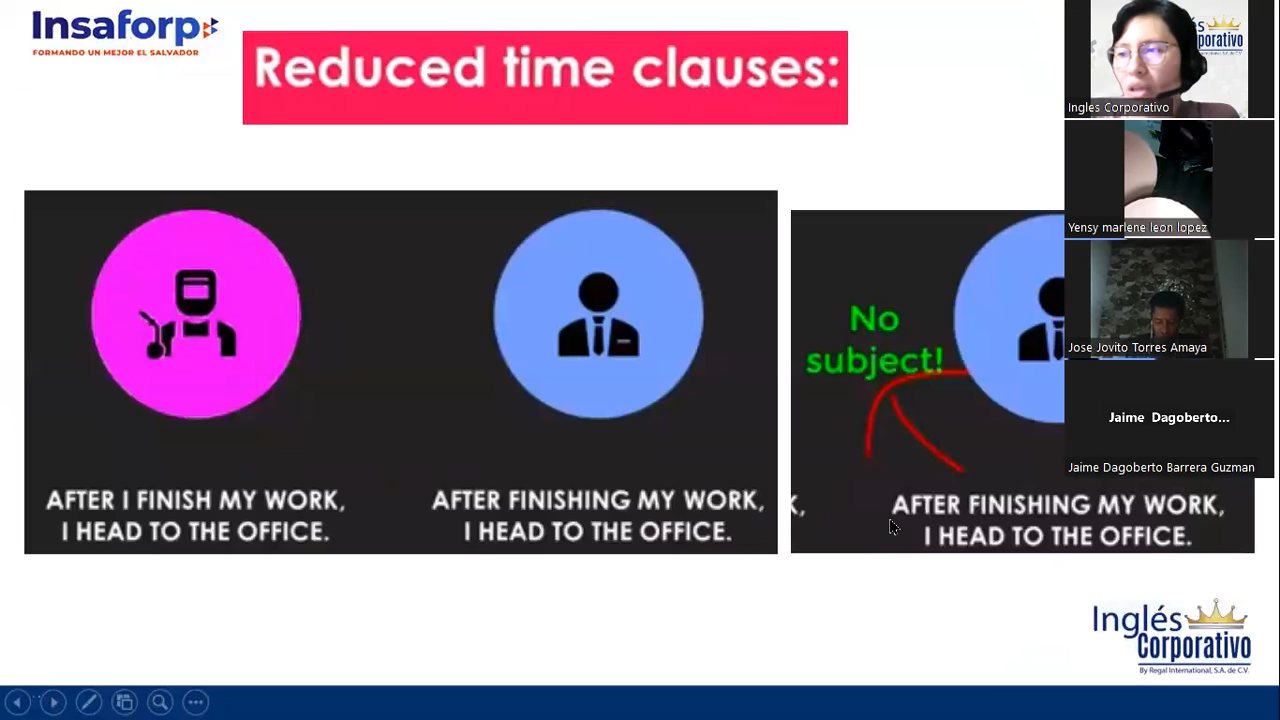 Insaforp
FORMANDO UN MEJOR EL SALVADOR
Reduced time clauses:
AFTER I FINISH MY WORK,
I HEAD TO THE OFFICE.
AFTER FINISHING MY WORK,
I HEAD TO THE OFFICE.
No
subject!
K,
AFTER FINISHING MY WORK,
I HEAD TO THE OFFICE.
és
rporativo
Ingles Corporativo
Yensy marlene leon lopez
Jose Jovito Torres Amaya
Jaime Dagoberto...
Jaime Dagoberto Barrera Guzman
Inglés
Corporativo
By Regal International, S.A. de C.V.